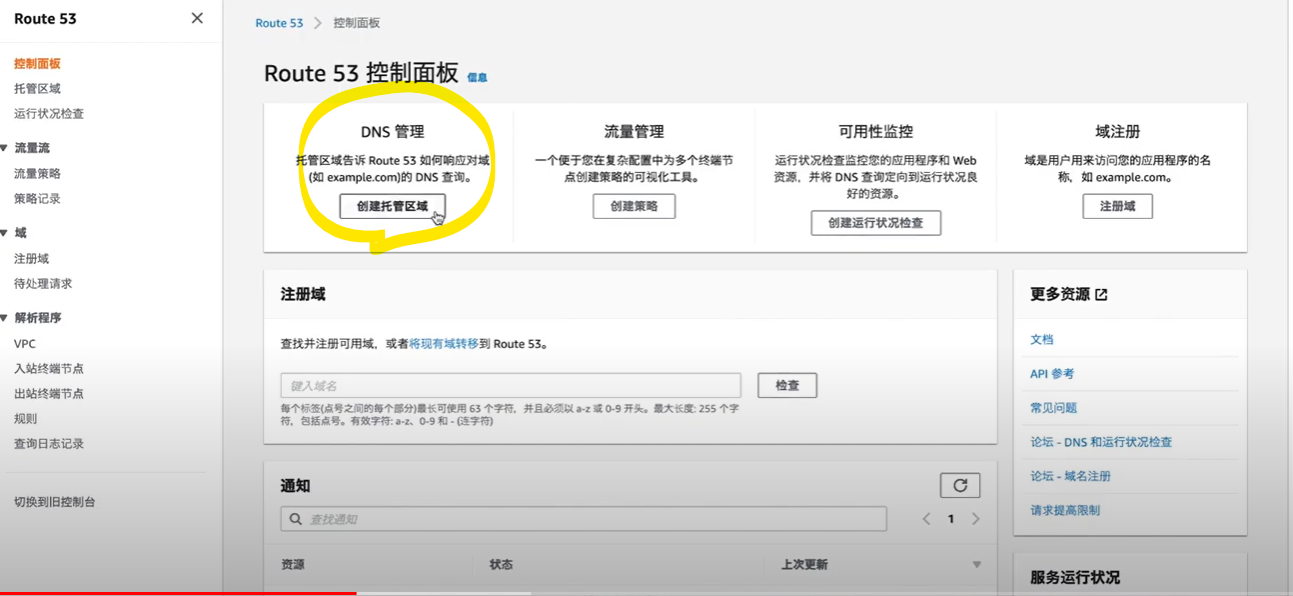 Route 53
控制面板
托管区域
运行状况检查
流量流
流量策略
策略记录
域
注册域
待处理请求
解析程序
VPC
入站终端节点
出站终端节点
规则
查询日志记录
切换到旧控制台
Route 53 > 控制面板
Route 53 控制面板 信息
DNS 管理
托管区域告诉 Route 53 如何响应对域
(如 example.com)的 DNS 查询。
创建托管区域
流量管理
一个便于您在复杂配置中为多个终端节
点创建策略的可视化工具。
创建策略
可用性监控
运行状况检查监控您的应用程序和 Web
资源，并将 DNS 查询定向到运行状况良
好的资源。
创建运行状况检查
域注册
域是用户用来访问您的应用程序的名
称，如 example.com。
注册域
注册域
查找并注册可用域，或者将现有域转移到 Route 53。
键入域名
检查
每个标签(点号之间的每个部分)最长可使用 63 个字符，并且必须以 a-z 或 0-9 开头。最大长度: 255 个字
符，包括点号。有效字符: a-z、0-9 和 - (连字符)
通知
查找通知
1
资源 状态 上次更新
更多资源
文档
API 参考
常见问题
论坛 - DNS 和运行状况检查
论坛 - 域名注册
请求提高限制
服务运行状况